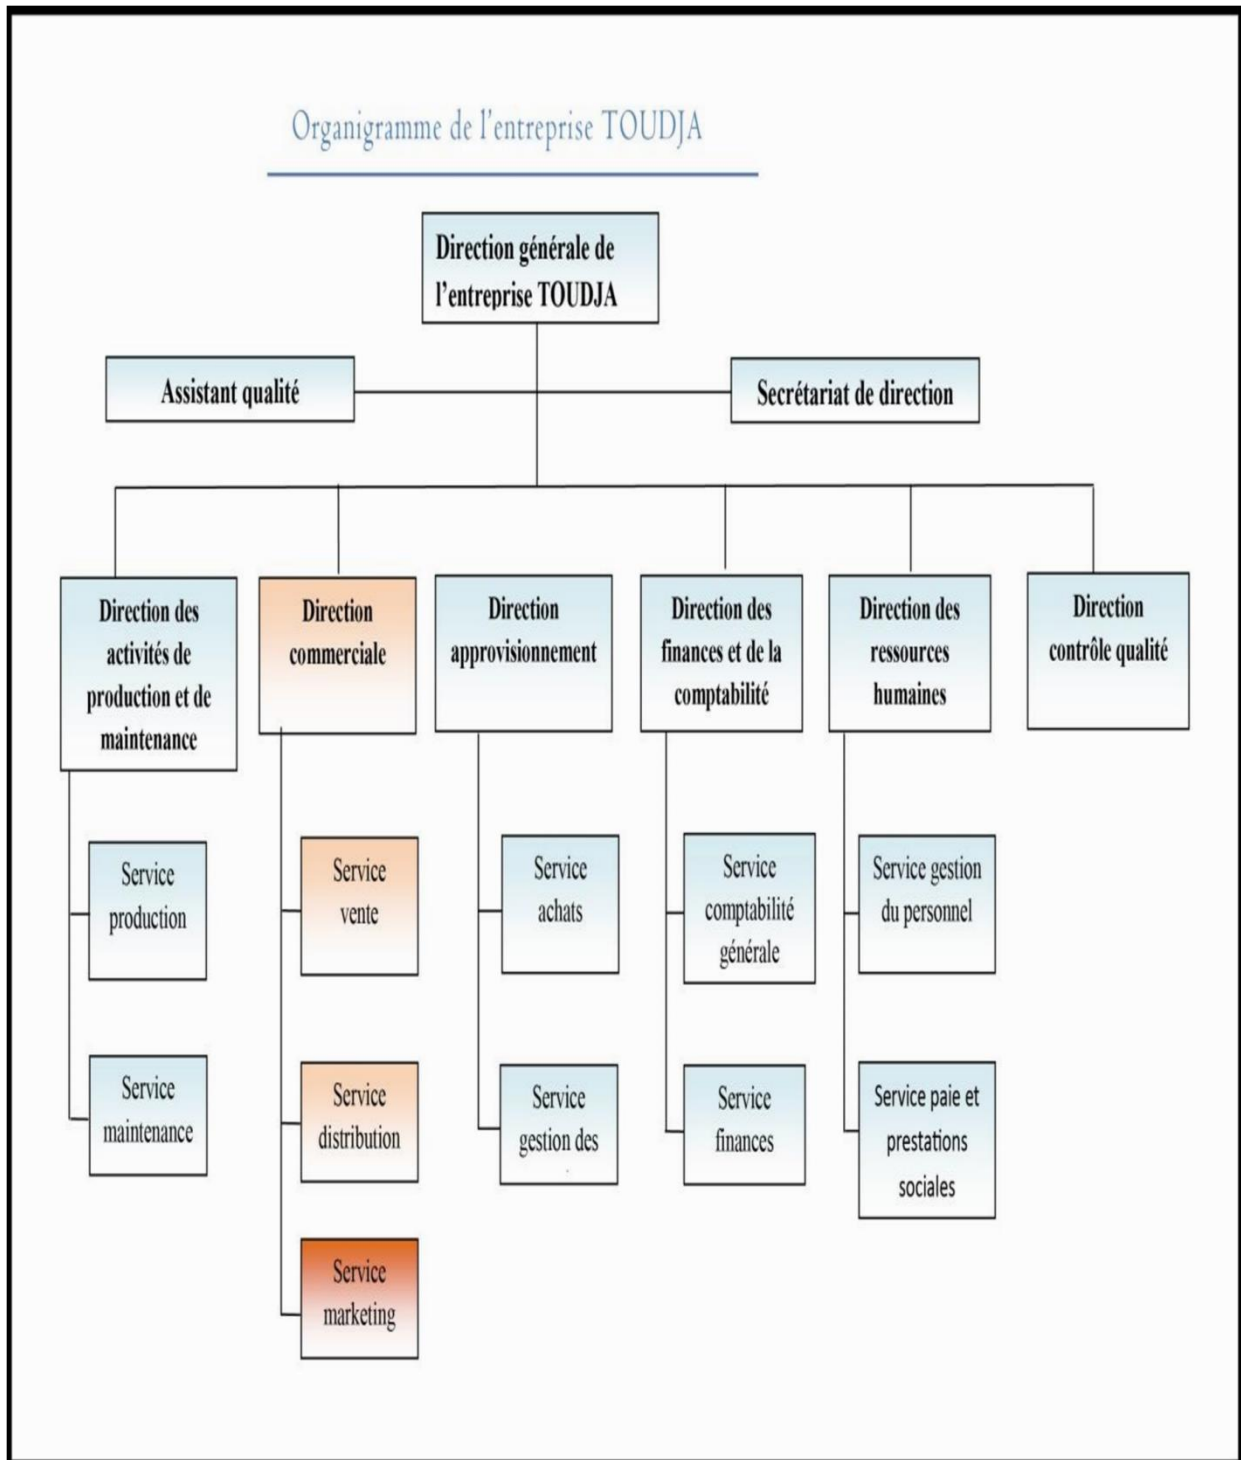 Organigramme de l'entreprise TOUDJA
Direction générale de
l'entreprise TOUDJA
Assistant qualité
Secrétariat de direction
Direction des
activités de
production et de
maintenance
Direction
commerciale
Direction
approvisionnement
Direction des
finances et de la
comptabilité
Direction des
ressources
humaines
Direction
contrôle qualité
Service
production
Service
vente
Service
achats
Service
comptabilité
générale
Service gestion
du personnel
Service
maintenance
Service
distribution
Service
gestion des
Service
finances
Service paie et
prestations
sociales
Service
marketing